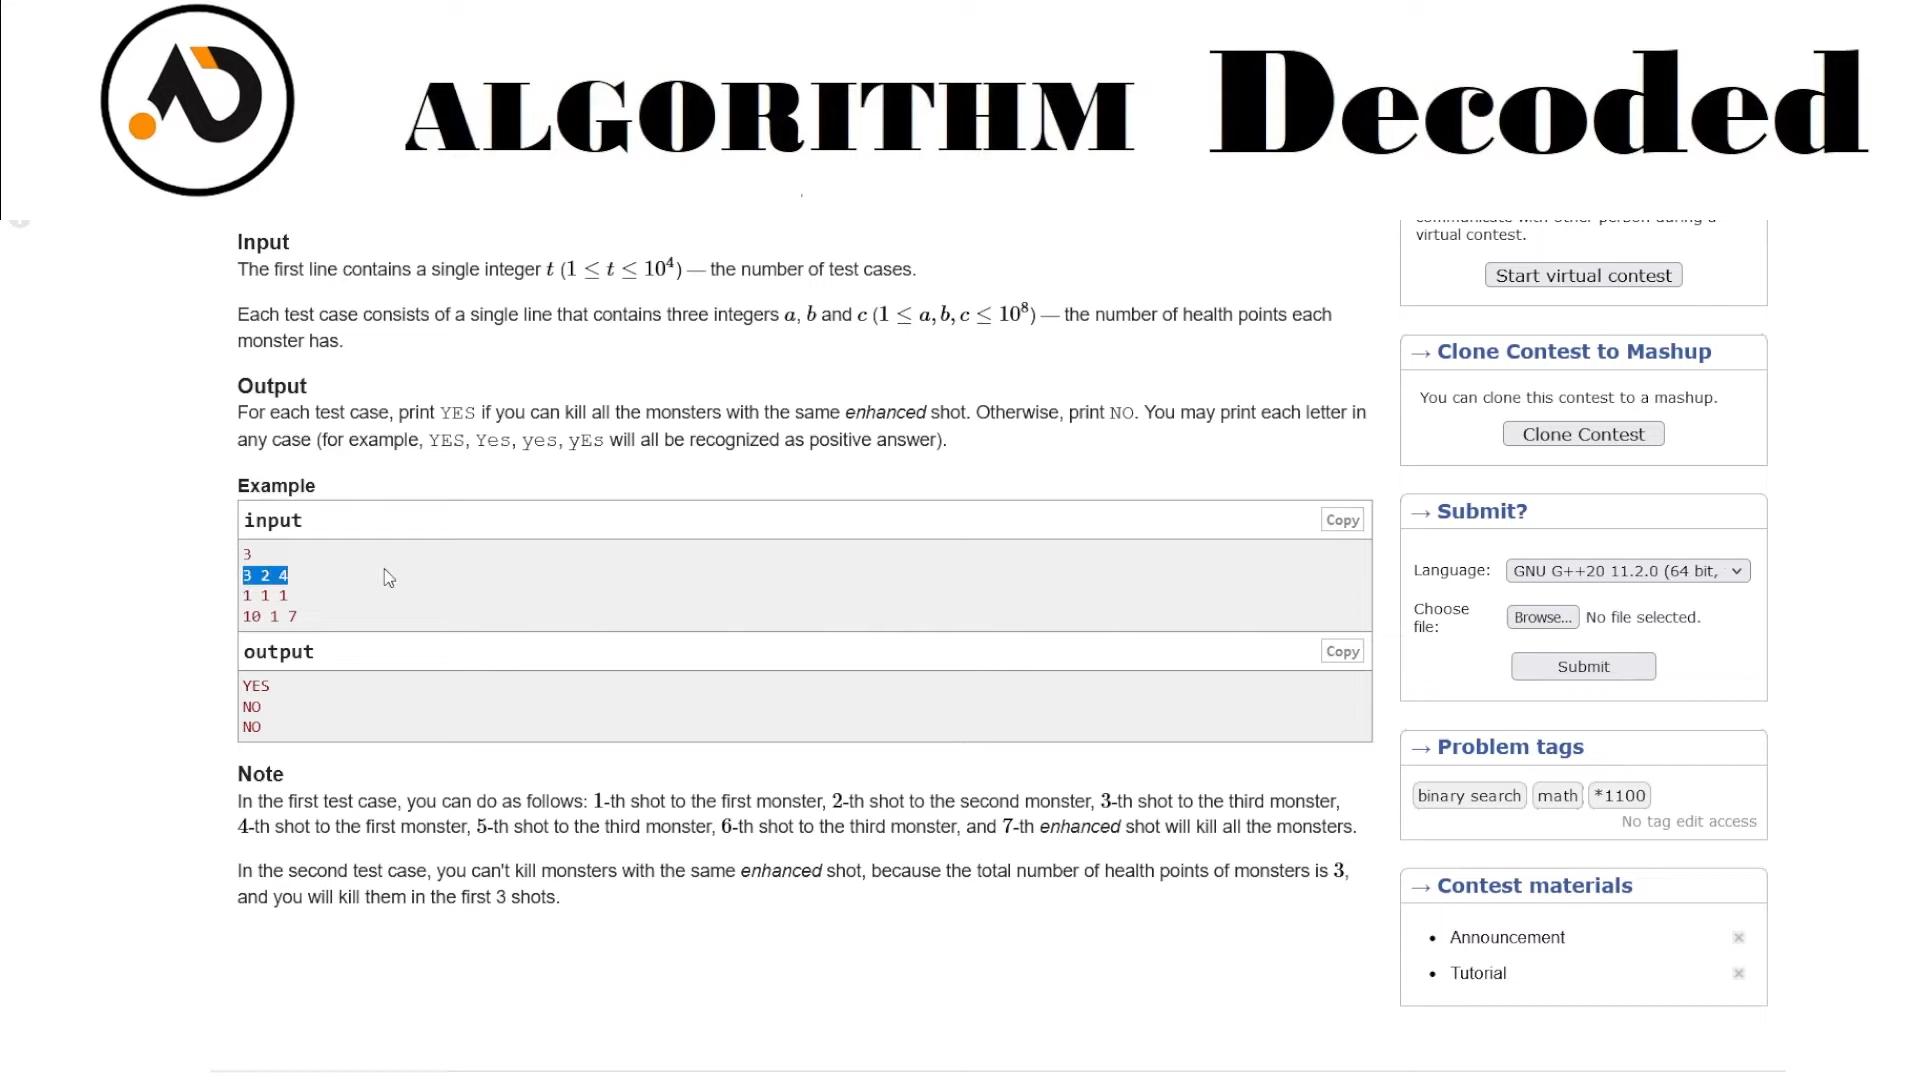 ALGORITHM Decoded
virtual contest.
Start virtual contest
Input
The first line contains a single integer t (1 ≤ t ≤ 10⁴) — the number of test cases.
Each test case consists of a single line that contains three integers a, b and c (1 ≤ a, b, c ≤ 10⁸) — the number of health points each
monster has.
Output
For each test case, print YES if you can kill all the monsters with the same enhanced shot. Otherwise, print NO. You may print each letter in
any case (for example, YES, Yes, yes, yEs will all be recognized as positive answer).
Example
input
Copy
3
3 2 4
1 1 1
10 1 7
output
Copy
YES
NO
NO
Note
In the first test case, you can do as follows: 1-th shot to the first monster, 2-th shot to the second monster, 3-th shot to the third monster,
4-th shot to the first monster, 5-th shot to the third monster, 6-th shot to the third monster, and 7-th enhanced shot will kill all the monsters.
In the second test case, you can't kill monsters with the same enhanced shot, because the total number of health points of monsters is 3,
and you will kill them in the first 3 shots.
→ Clone Contest to Mashup
You can clone this contest to a mashup.
Clone Contest
→ Submit?
Language: GNU G++20 11.2.0 (64 bit,
Choose
file:
Browse... No file selected.
Submit
→ Problem tags
binary search math *1100
No tag edit access
→ Contest materials
Announcement
Tutorial